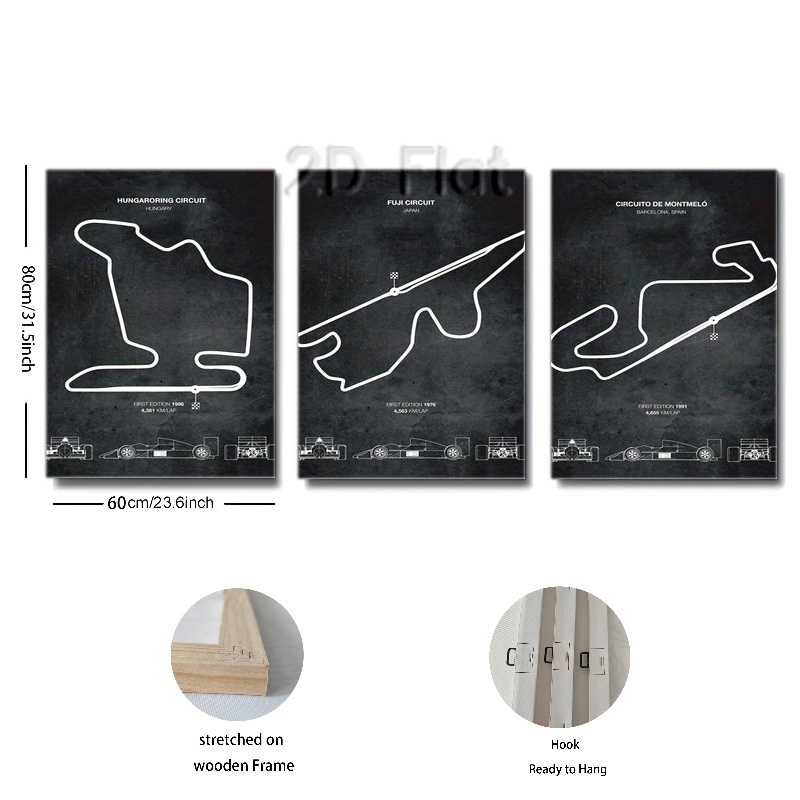 2D Flat
HUNGARORING CIRCUIT
HUNGARY
FUJI CIRCUIT
JAPAN
CIRCUITO DE MONTMELÓ
BARCELONA, SPAIN
80cm/31.5inch
FIRST EDITION 1986
4,381 KM/LAP
FIRST EDITION 1976
4,563 KM/LAP
FIRST EDITION 1991
4,655 KM/LAP
60cm/23.6inch
stretched on
wooden Frame
Hook
Ready to Hang